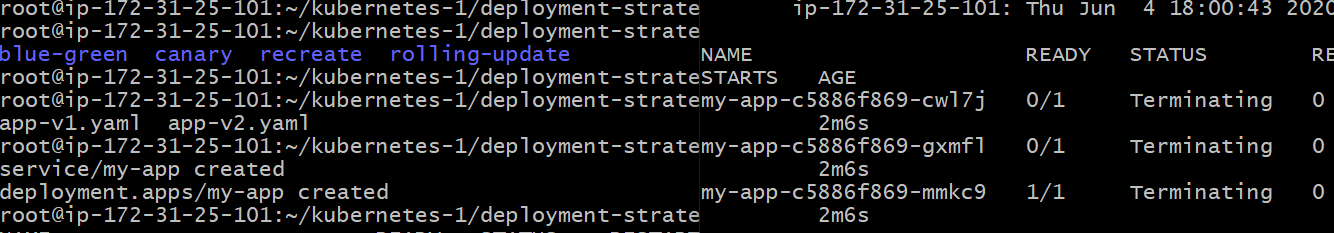 root@ip-172-31-25-101:~/kubernetes-1/deployment-strate
root@ip-172-31-25-101:~/kubernetes-1/deployment-strate
blue-green  canary  recreate  rolling-update
root@ip-172-31-25-101:~/kubernetes-1/deployment-strate
root@ip-172-31-25-101:~/kubernetes-1/deployment-strate
app-v1.yaml  app-v2.yaml
root@ip-172-31-25-101:~/kubernetes-1/deployment-strate
service/my-app created
deployment.apps/my-app created
root@ip-172-31-25-101:~/kubernetes-1/deployment-strate
ip-172-31-25-101: Thu Jun  4 18:00:43 2020
NAME READY STATUS RE
STARTS AGE
my-app-c5886f869-cwl7j 0/1 Terminating 0
2m6s
my-app-c5886f869-gxmfl 0/1 Terminating 0
2m6s
my-app-c5886f869-mmkc9 1/1 Terminating 0
2m6s